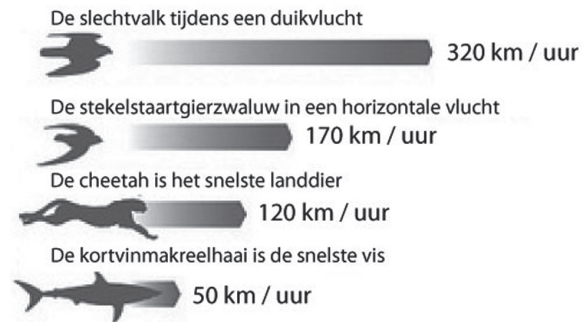 De slechtvalk tijdens een duikvlucht
320 km / uur
De stekelstaartgierzwaluw in een horizontale vlucht
170 km / uur
De cheetah is het snelste landdier
120 km / uur
De kortvinmakreelhaai is de snelste vis
50 km / uur